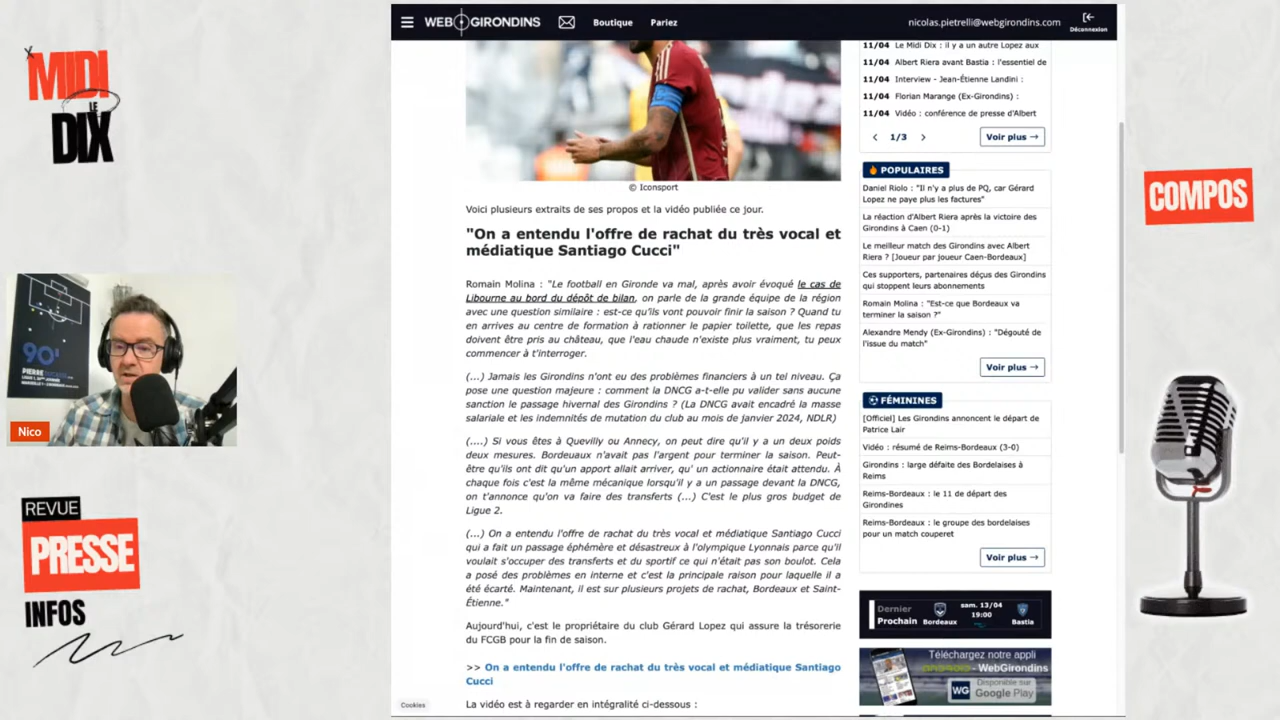 MIDI
LE
DIX
90'
PIERRE
Nico
REVUE
PRESSE
INFOS
COMPOS
WEB GIRONDINS
Boutique
Pariez
nicolas.pietrelli@webgirondins.com
Déconnexion
© Iconsport
Voici plusieurs extraits de ses propos et la vidéo publiée ce jour.
"On a entendu l'offre de rachat du très vocal et
médiatique Santiago Cucci"
Romain Molina : "Le football en Gironde va mal, après avoir évoqué le cas de
Libourne au bord du dépôt de bilan, on parle de la grande équipe de la région
avec une question similaire : est-ce qu'ils vont pouvoir finir la saison ? Quand tu
en arrives au centre de formation à rationner le papier toilette, que les repas
doivent être pris au château, que l'eau chaude n'existe plus vraiment, tu peux
commencer à t'interroger.
(...) Jamais les Girondins n'ont eu des problèmes financiers à un tel niveau. Ça
pose une question majeure : comment la DNCG a-t-elle pu valider sans aucune
sanction le passage hivernal des Girondins ? (La DNCG avait encadré la masse
salariale et les indemnités de mutation du club au mois de janvier 2024, NDLR)
(....) Si vous êtes à Quevilly ou Annecy, on peut dire qu'il y a un deux poids
deux mesures. Bordeuaux n'avait pas l'argent pour terminer la saison. Peut-
être qu'ils ont dit qu'un apport allait arriver, qu' un actionnaire était attendu. À
chaque fois c'est la même mécanique lorsqu'il y a un passage devant la DNCG,
on t'annonce qu'on va faire des transferts (...) C'est le plus gros budget de
Ligue 2.
(...) On a entendu l'offre de rachat du très vocal et médiatique Santiago Cucci
qui a fait un passage éphémère et désastreux à l'olympique Lyonnais parce qu'il
voulait s'occuper des transferts et du sportif ce qui n'était pas son boulot. Cela
a posé des problèmes en interne et c'est la principale raison pour laquelle il a
été écarté. Maintenant, il est sur plusieurs projets de rachat, Bordeaux et Saint-
Étienne."
Aujourd'hui, c'est le propriétaire du club Gérard Lopez qui assure la trésorerie
du FCGB pour la fin de saison.
>> On a entendu l'offre de rachat du très vocal et médiatique Santiago
Cucci
La vidéo est à regarder en intégralité ci-dessous :
Cookies
11/04 Le Midi Dix : il y a un autre Lopez aux
11/04 Albert Riera avant Bastia : l'essentiel de
11/04 Interview - Jean-Étienne Landini :
11/04 Florian Marange (Ex-Girondins) :
11/04 Vidéo : conférence de presse d'Albert
1/3
Voir plus →
POPULAIRES
Daniel Riolo : "Il n'y a plus de PQ, car Gérard
Lopez ne paye plus les factures"
La réaction d'Albert Riera après la victoire des
Girondins à Caen (0-1)
Le meilleur match des Girondins avec Albert
Riera ? [Joueur par joueur Caen-Bordeaux]
Ces supporters, partenaires déçus des Girondins
qui stoppent leurs abonnements
Romain Molina : "Est-ce que Bordeaux va
terminer la saison ?"
Alexandre Mendy (Ex-Girondins) : "Dégouté de
l'issue du match"
Voir plus →
FÉMININES
[Officiel] Les Girondins annoncent le départ de
Patrice Lair
Vidéo : résumé de Reims-Bordeaux (3-0)
Girondins : large défaite des Bordelaises à
Reims
Reims-Bordeaux : le 11 de départ des
Girondines
Reims-Bordeaux : le groupe des bordelaises
pour un match couperet
Voir plus →
Dernier
Prochain
Bordeaux
sam. 13/04
19:00
Bastia
Téléchargez notre appli
ANDROID - WebGirondins
WG
Disponible sur
Google Play